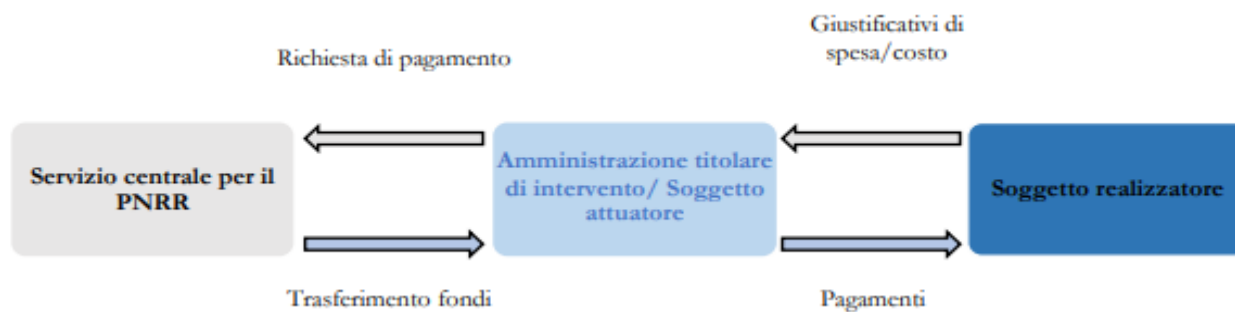 Giustificativi di
spesa/costo
Richiesta di pagamento
Servizio centrale per il
PNRR
Amministrazione titolare
di intervento/ Soggetto
attuatore
Soggetto realizzatore
Trasferimento fondi
Pagamenti